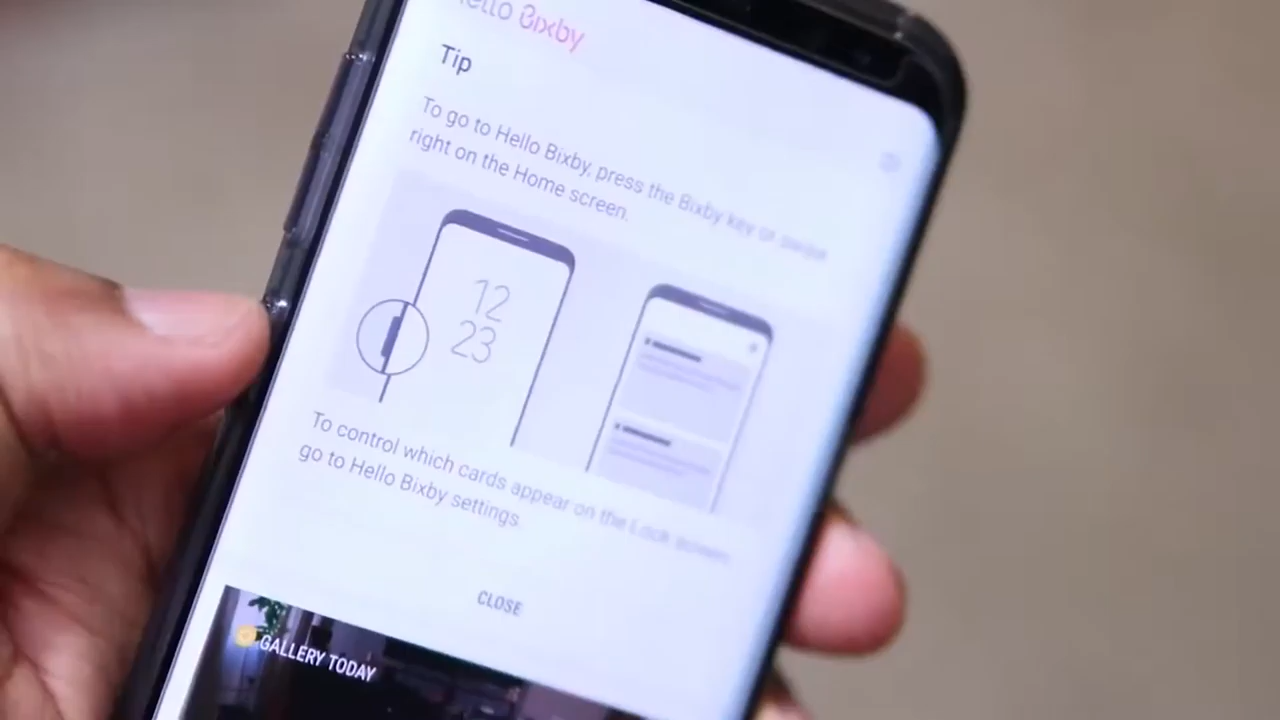 Hello Bixby
Tip
To go to Hello Bixby, press the Bixby key or swipe
right on the Home screen.
12
23
To control which cards appear on the Lock screen,
go to Hello Bixby settings.
CLOSE
GALLERY TODAY